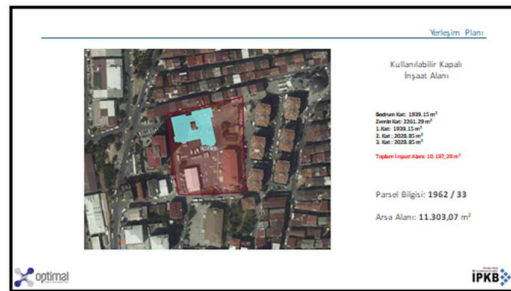 Yerleşim Planı
Kullanılabilir Kapalı
İnşaat Alanı
Bodrum Kat: 1939.15 m²
Zemin Kat: 2261.29 m²
1. Kat : 1939.15 m²
2. Kat : 2028.85 m²
3. Kat : 2028.85 m²
Toplam İnşaat Alanı: 10.197,29 m²
Parsel Bilgisi: 1962 / 33
Arsa Alanı: 11.303,07 m²
optimal
IPKB